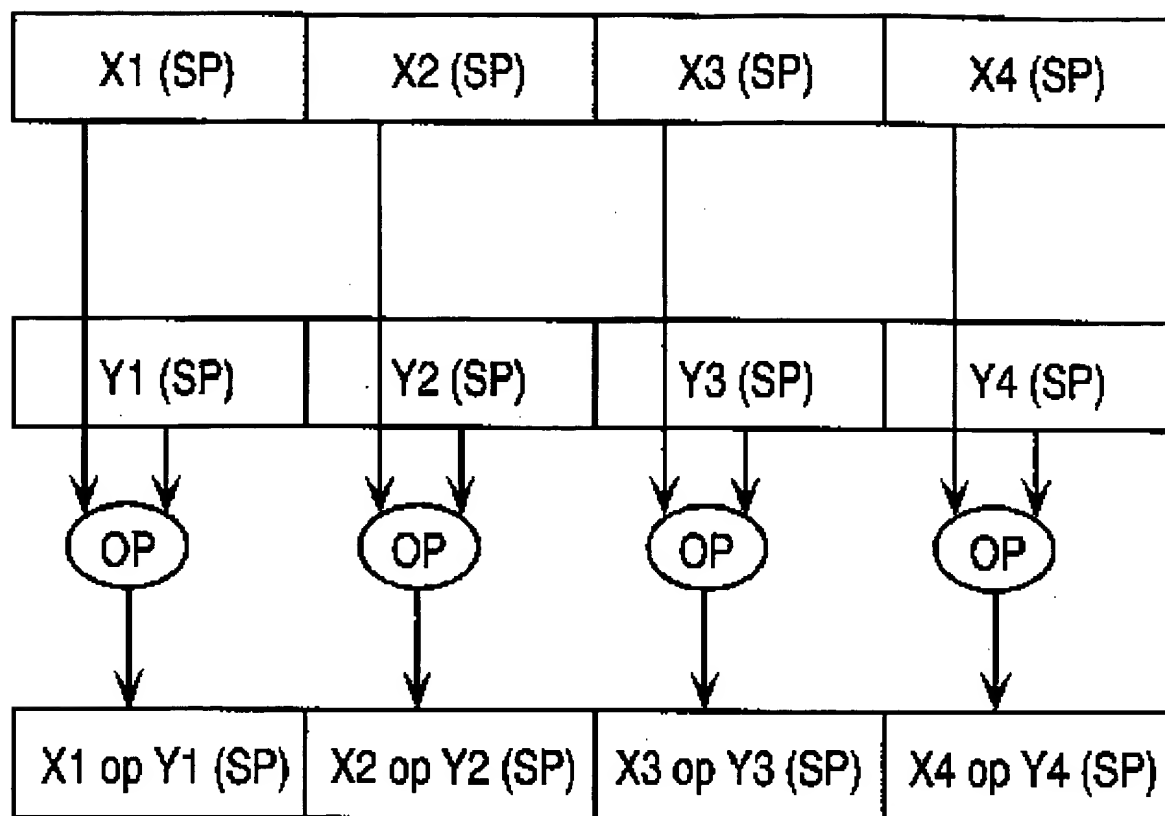 X1 (SP) X2 (SP) X3 (SP) X4 (SP)
Y1 (SP) Y2 (SP) Y3 (SP) Y4 (SP)
OP OP OP OP
X1 op Y1 (SP) X2 op Y2 (SP) X3 op Y3 (SP) X4 op Y4 (SP)